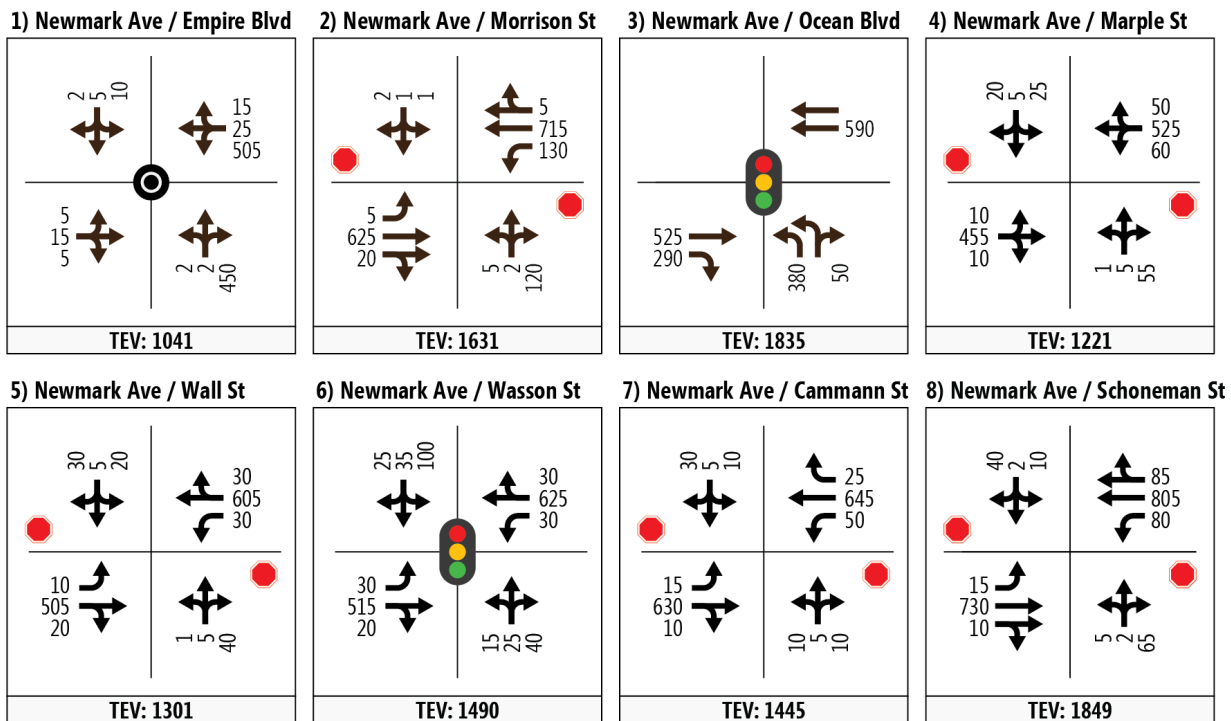 1) Newmark Ave / Empire Blvd
2 5 10
15
25
505
5
15
5
2 2 450
TEV: 1041
2) Newmark Ave / Morrison St
2 1 1
5
715
130
5
625
20
5 2 120
TEV: 1631
3) Newmark Ave / Ocean Blvd
590
525
290
380 50
TEV: 1835
4) Newmark Ave / Marple St
20 5 25
50
525
60
10
455
10
1 5 55
TEV: 1221
5) Newmark Ave / Wall St
30 5 20
30
605
30
10
505
20
1 5 40
TEV: 1301
6) Newmark Ave / Wasson St
25 35 100
30
625
30
30
515
20
15 25 40
TEV: 1490
7) Newmark Ave / Cammann St
30 5 10
25
645
50
15
630
10
10 5 10
TEV: 1445
8) Newmark Ave / Schoneman St
40 2 10
85
805
80
15
730
10
5 2 65
TEV: 1849